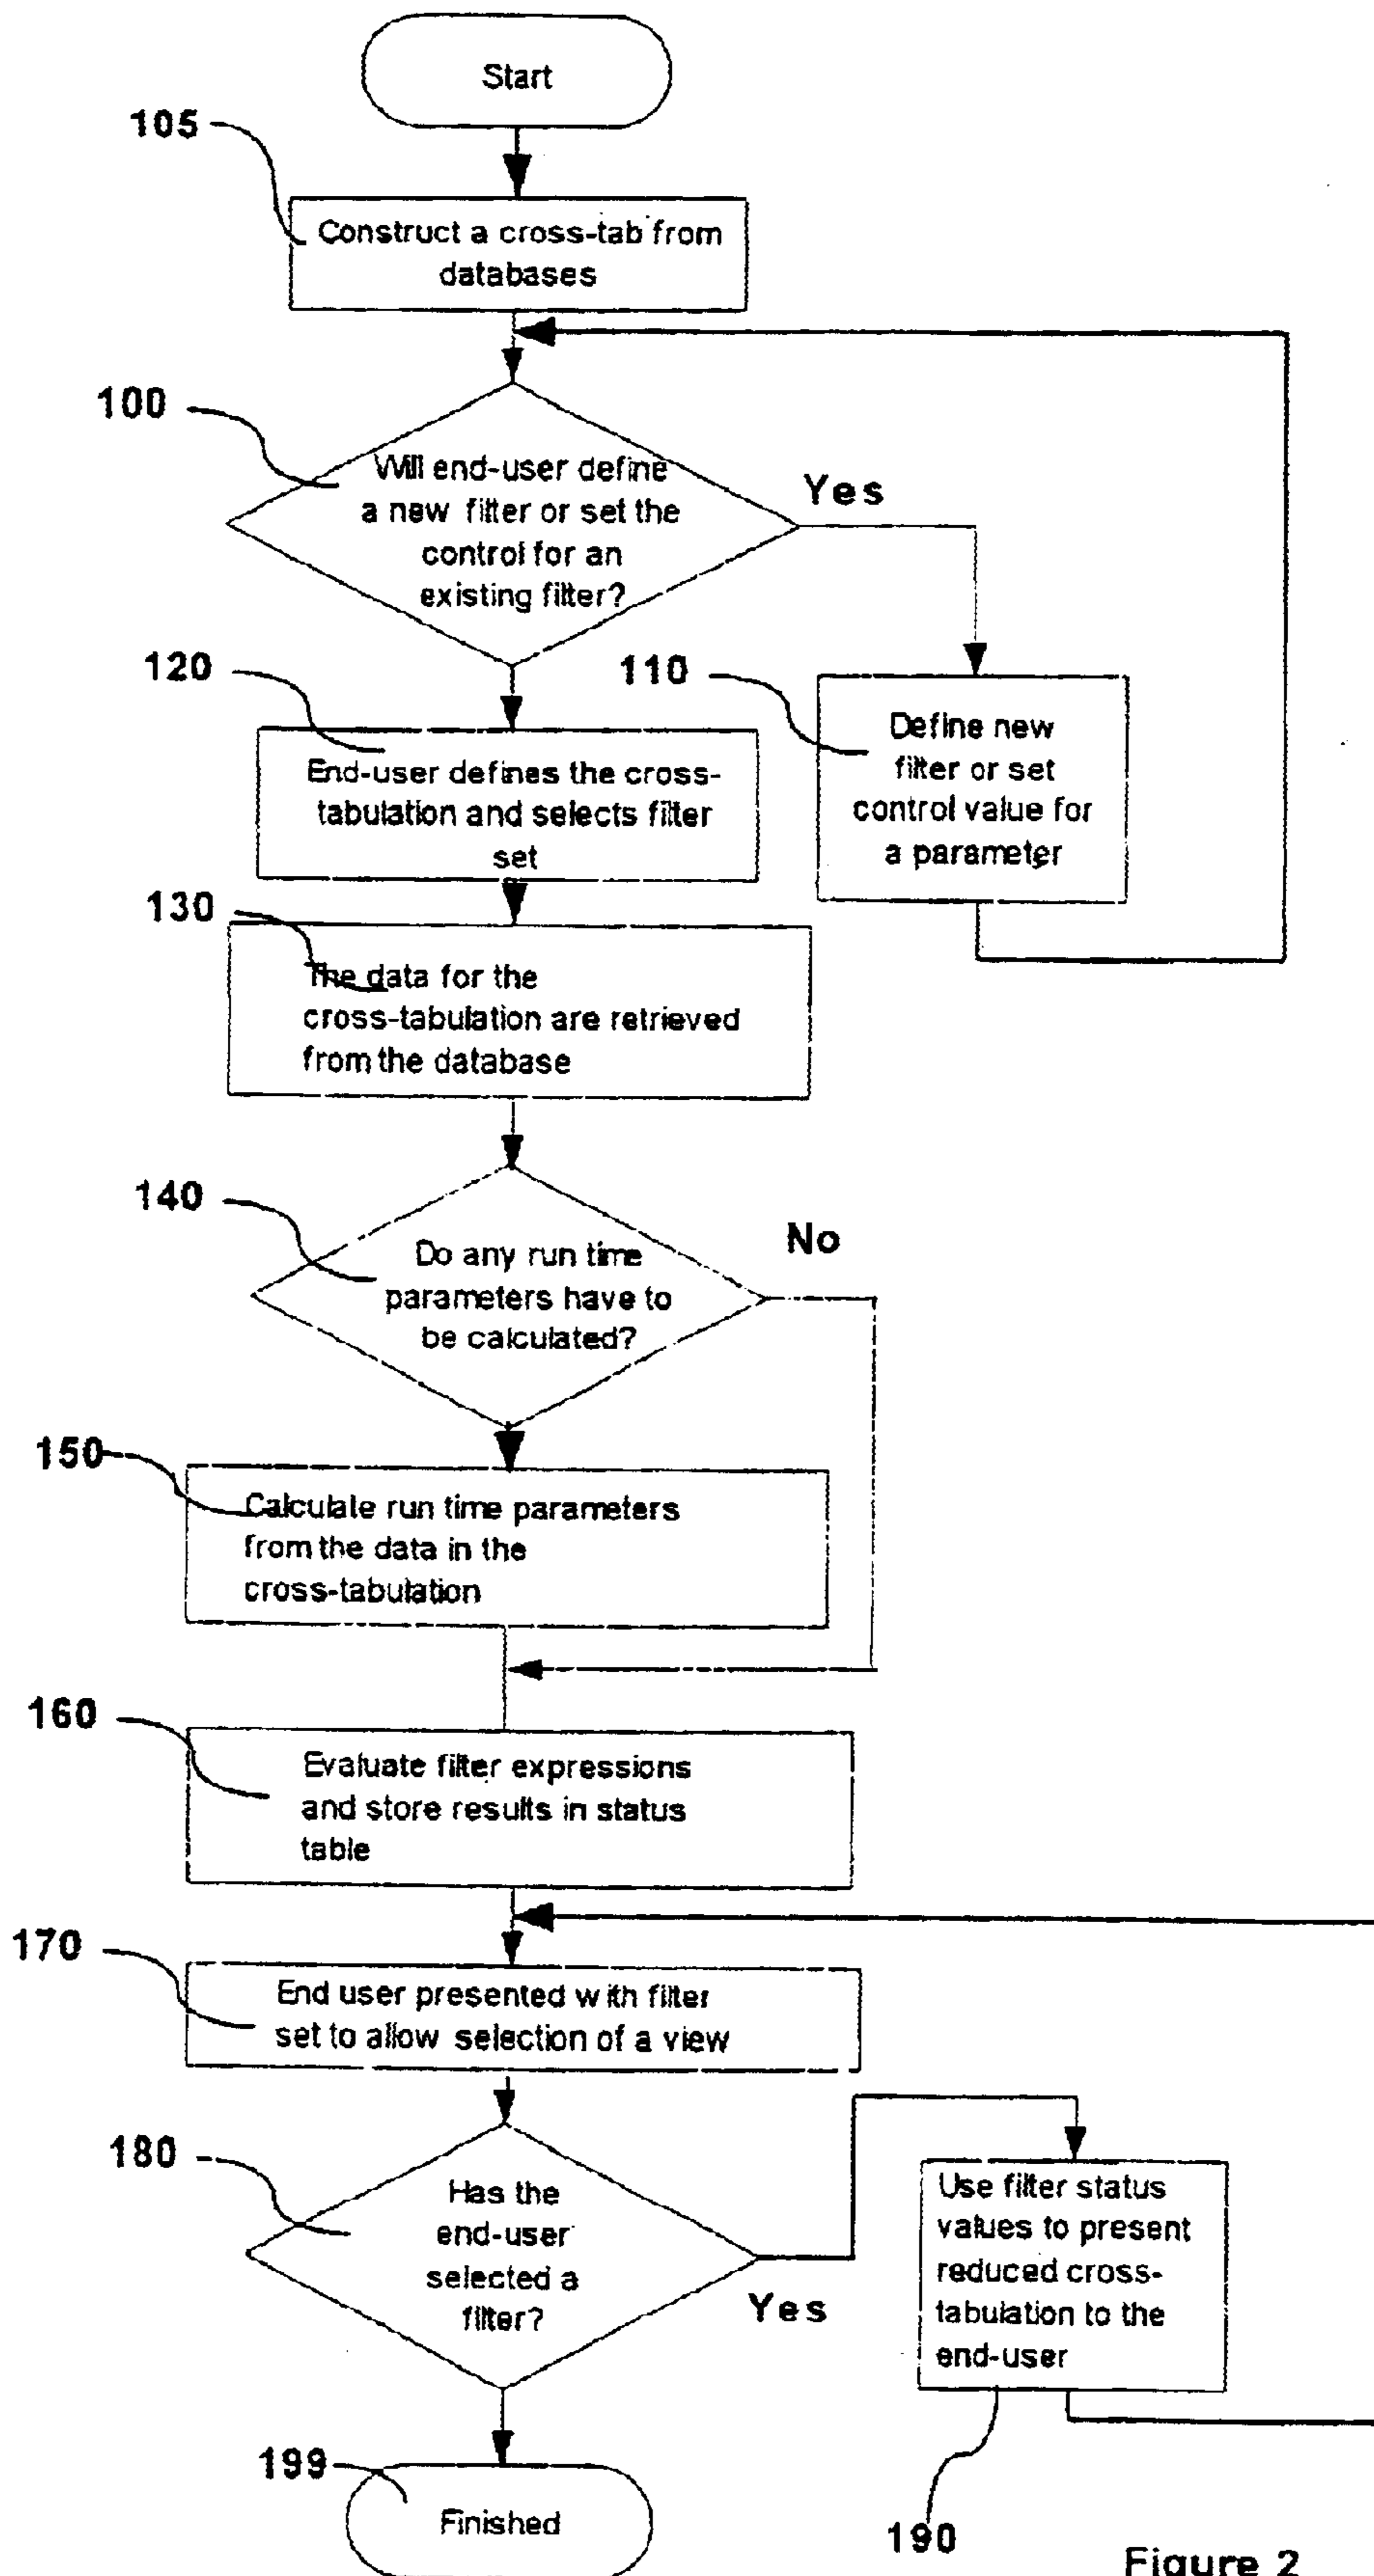 Start
105
Construct a cross-tab from
databases
100
Will end-user define
a new filter or set the
control for an
existing filter?
Yes
110
Define new
filter or set
control value for
a parameter
120
End-user defines the cross-
tabulation and selects filter
set
130
The data for the
cross-tabulation are retrieved
from the database
140
Do any run time
parameters have to
be calculated?
No
150
Calculate run time parameters
from the data in the
cross-tabulation
160
Evaluate filter expressions
and store results in status
table
170
End user presented with filter
set to allow selection of a view
180
Has the
end-user
selected a
filter?
Yes
Use filter status
values to present
reduced cross-
tabulation to the
end-user
190
199
Finished
Figure 2